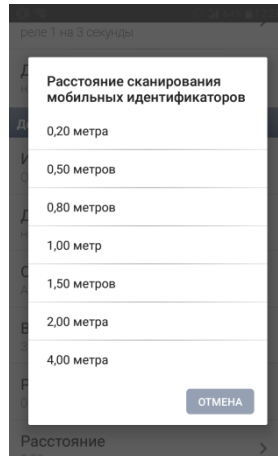 реле 1 на 3 секунды
Расстояние сканирования
мобильных идентификаторов
0,20 метра
0,50 метров
0,80 метров
1,00 метр
1,50 метров
2,00 метра
4,00 метра
ОТМЕНА
Расстояние